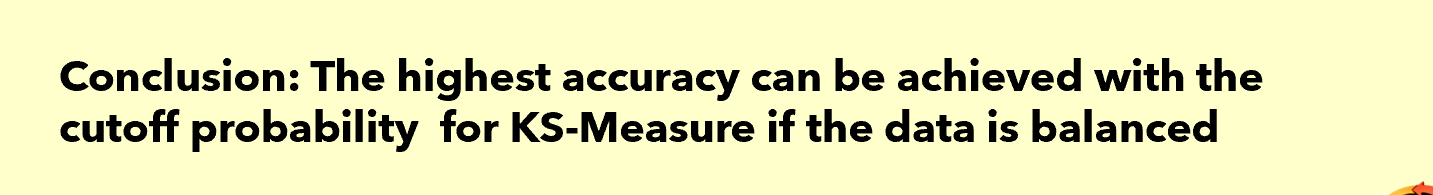 Conclusion: The highest accuracy can be achieved with the
cutoff probability  for KS-Measure if the data is balanced